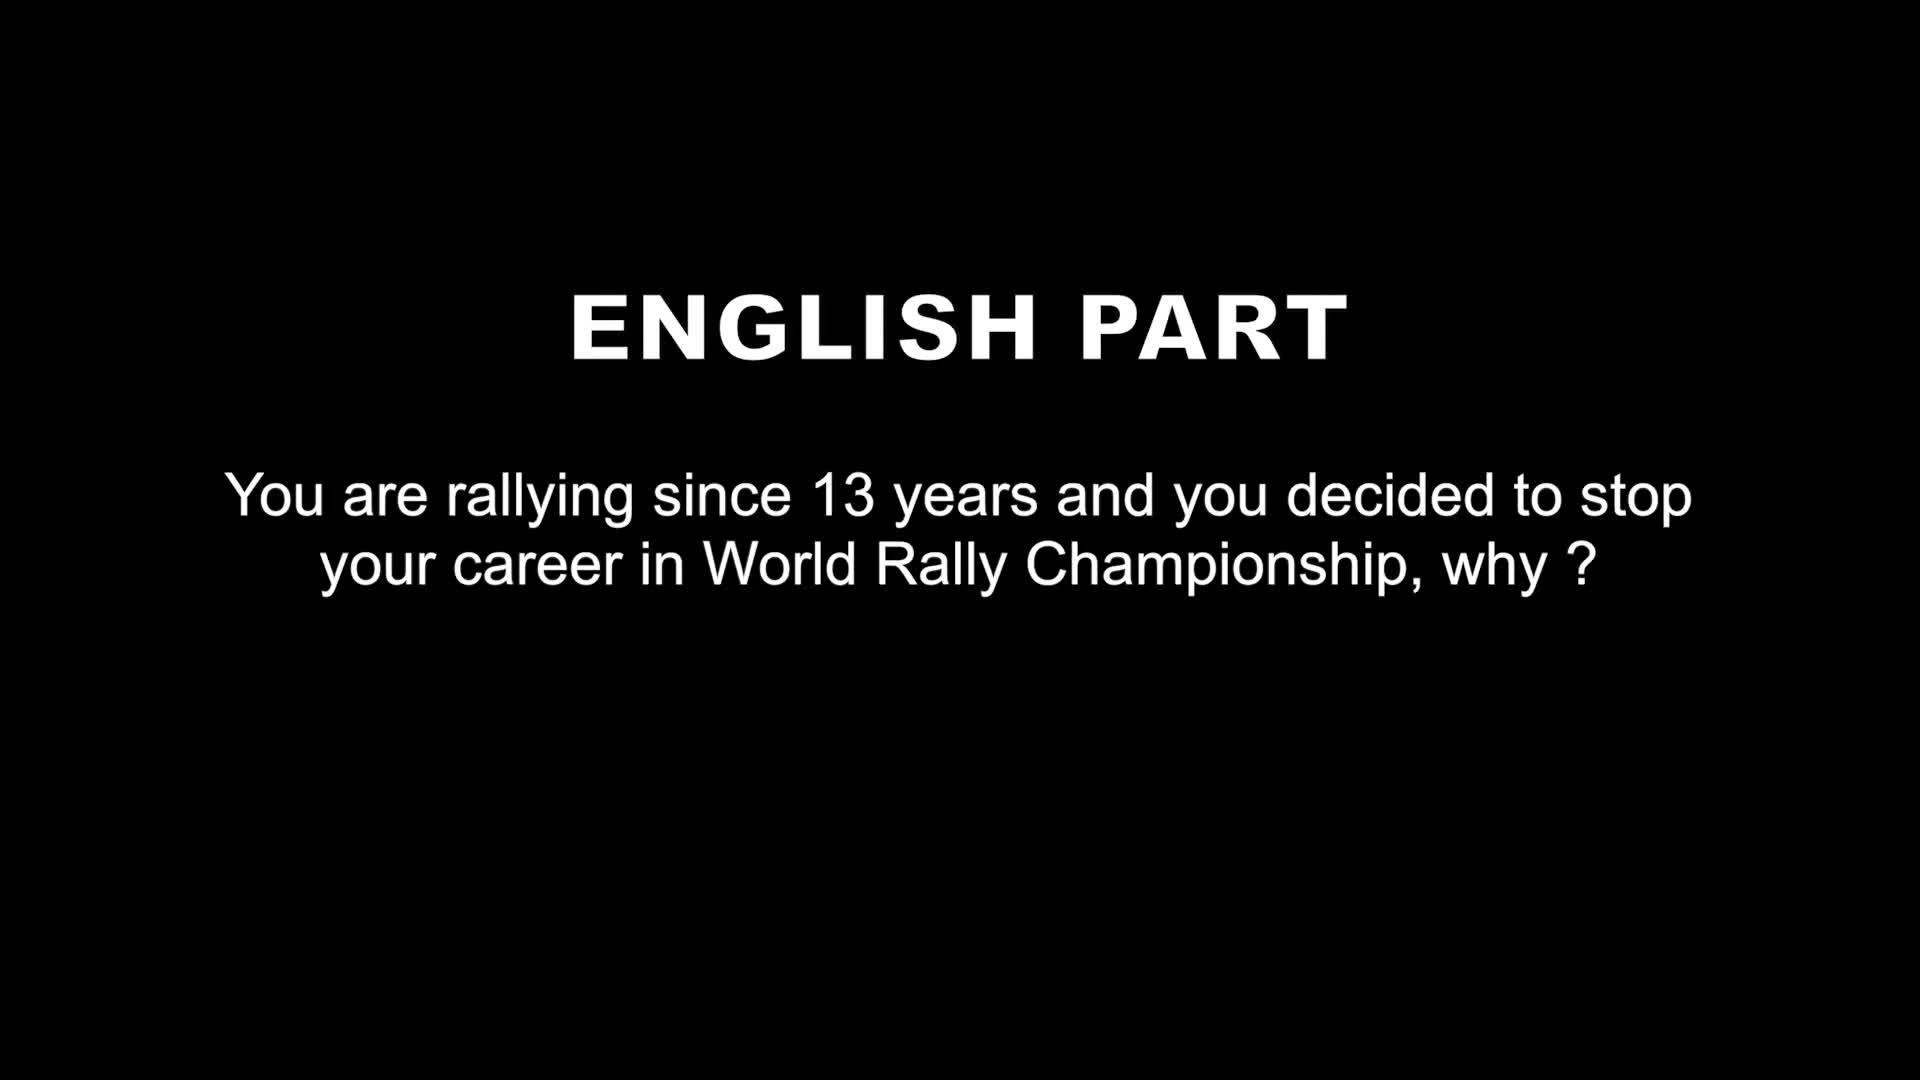 ENGLISH PART
You are rallying since 13 years and you decided to stop
your career in World Rally Championship, why ?